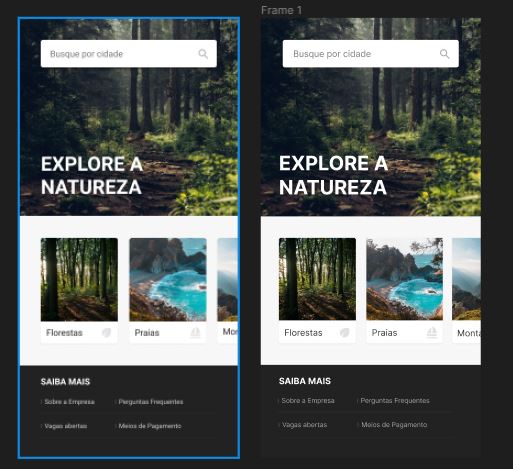 Frame 1
Busque por cidade
EXPLORE A
NATUREZA
Florestas
Praias
Mon
SAIBA MAIS
Sobre a Empresa
Perguntas Frequentes
Vagas abertas
Meios de Pagamento
Busque por cidade
EXPLORE A
NATUREZA
Florestas
Praias
Monta
SAIBA MAIS
Sobre a Empresa
Perguntas Frequentes
Vagas abertas
Meios de Pagamento